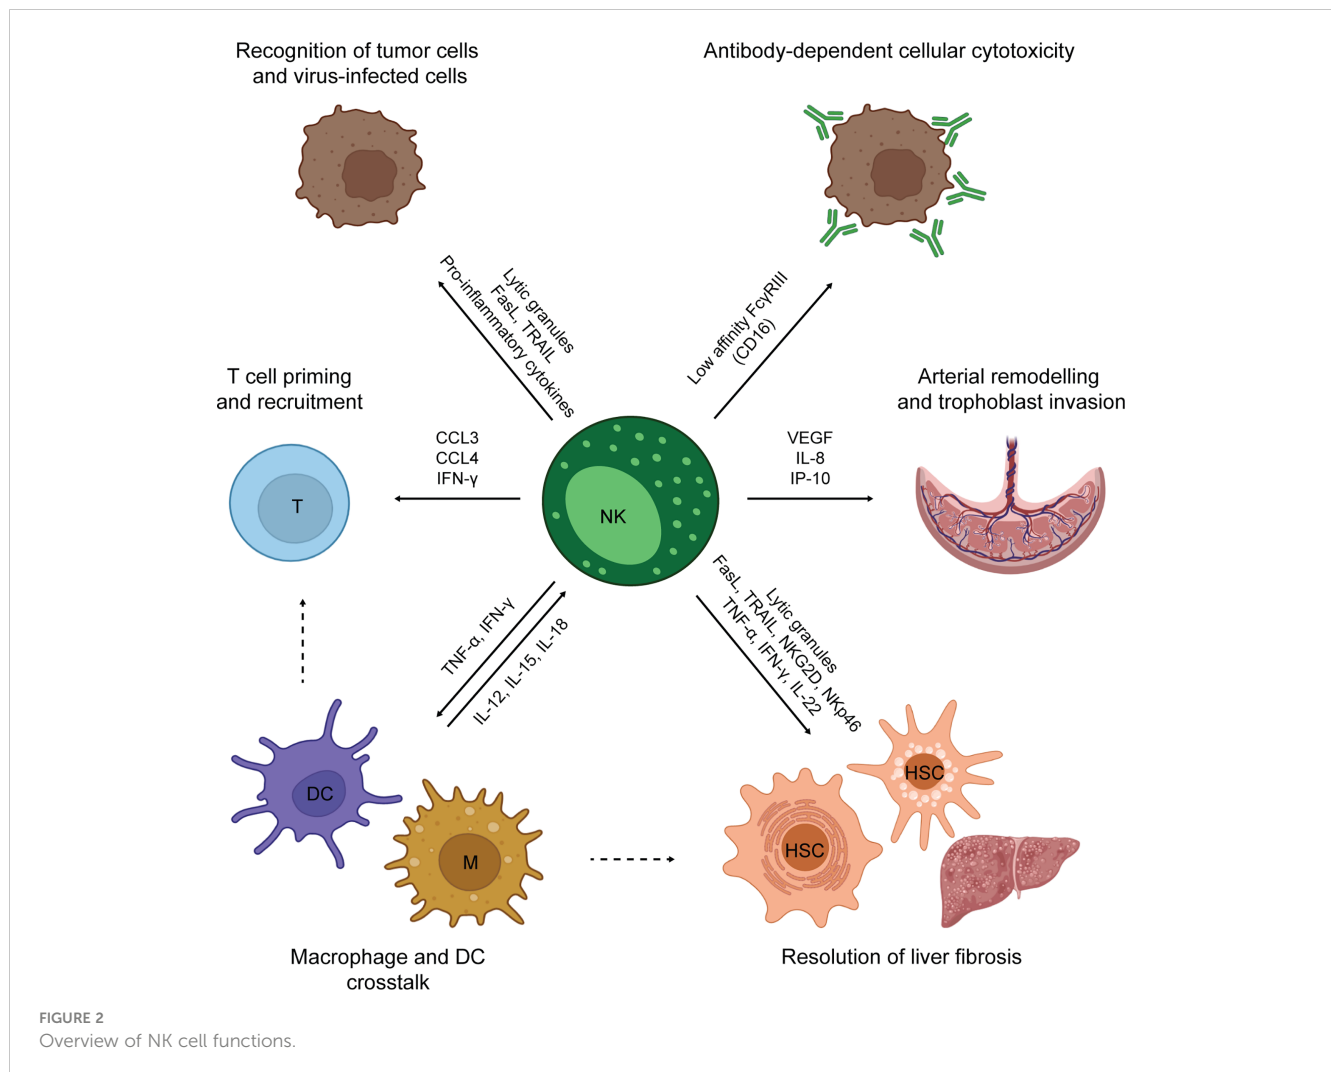 Recognition of tumor cells
and virus-infected cells
Antibody-dependent cellular cytotoxicity
Lytic granules
FasL, TRAIL
Pro-inflammatory cytokines
Low affinity FcγRIII
(CD16)
T cell priming
and recruitment
Arterial remodelling
and trophoblast invasion
CCL3
CCL4
IFN-γ
VEGF
IL-8
IP-10
T
NK
TNF-α, IFN-γ
IL-12, IL-15, IL-18
Lytic granules
FasL, TRAIL, NKG2D, NKp46
TNF-α, IFN-γ, IL-22
DC
M
HSC
HSC
Macrophage and DC
crosstalk
Resolution of liver fibrosis
FIGURE 2
Overview of NK cell functions.